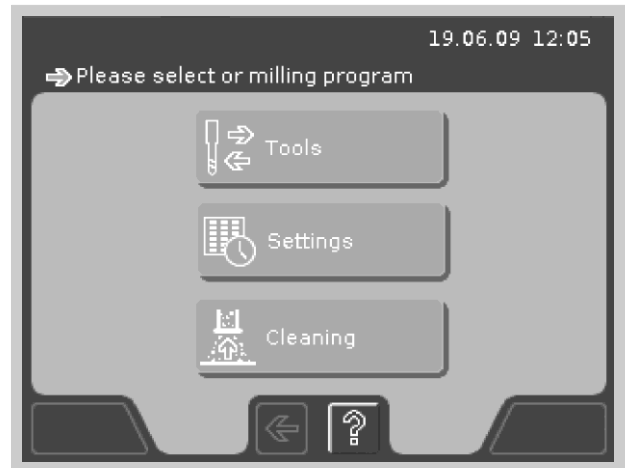 19.06.09 12:05
Please select or milling program
Tools
Settings
Cleaning
?